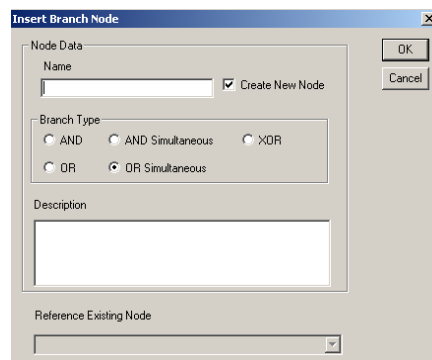 Insert Branch Node
Node Data
OK
Name
Create New Node
Cancel
Branch Type
AND AND Simultaneous XOR
OR OR Simultaneous
Description
Reference Existing Node